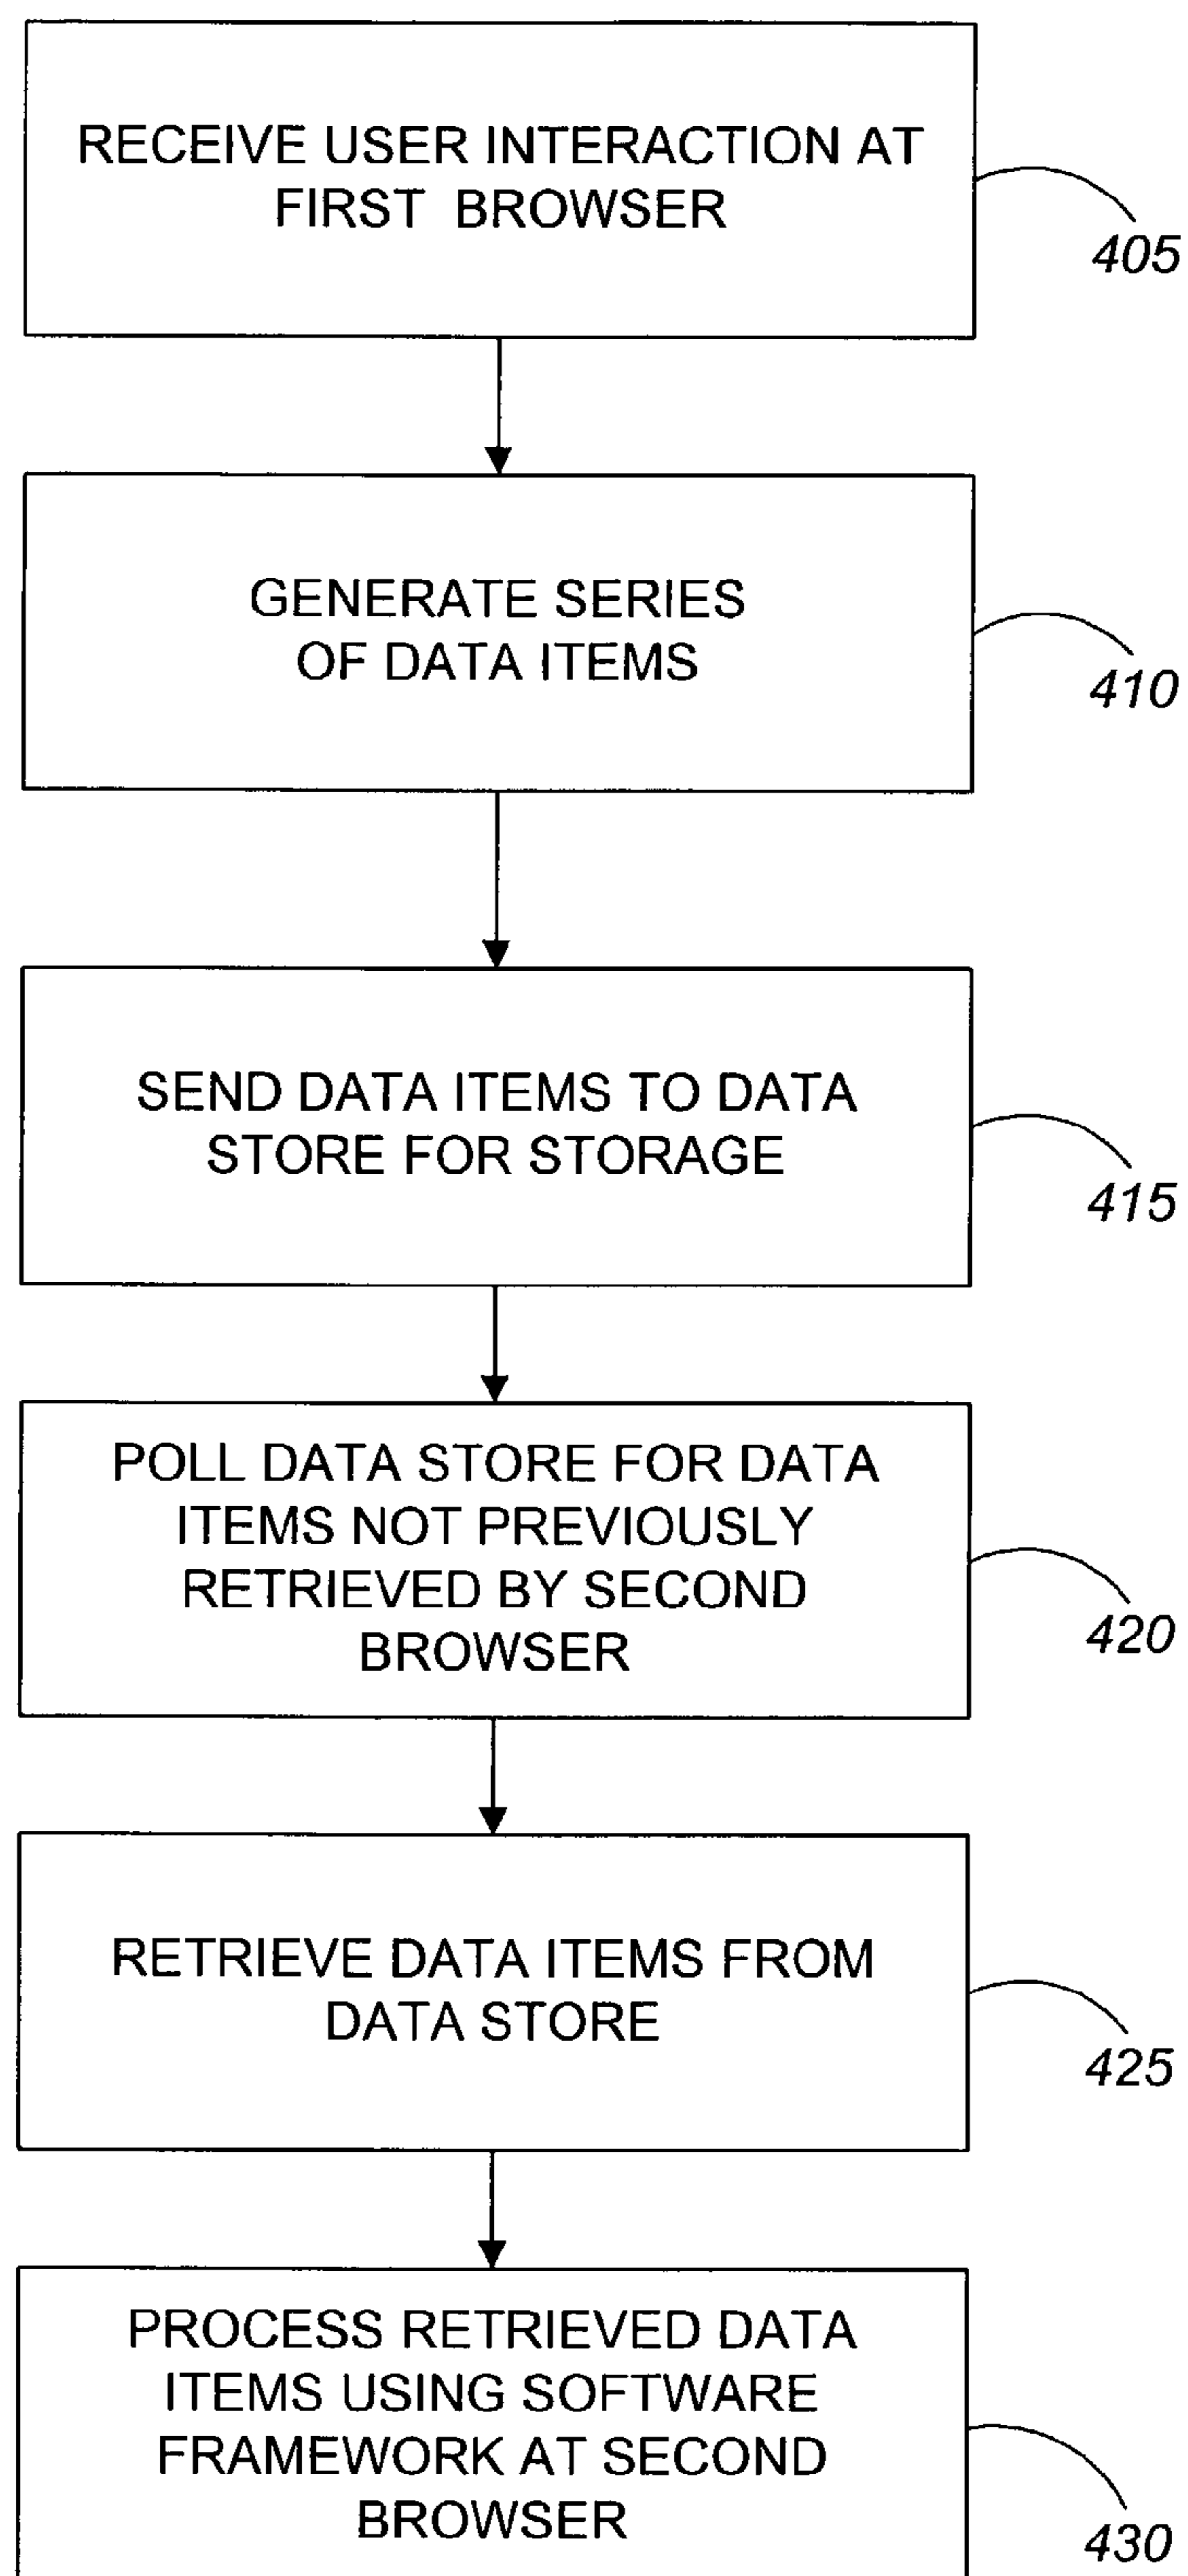 RECEIVE USER INTERACTION AT
FIRST BROWSER
405
GENERATE SERIES
OF DATA ITEMS
410
SEND DATA ITEMS TO DATA
STORE FOR STORAGE
415
POLL DATA STORE FOR DATA
ITEMS NOT PREVIOUSLY
RETRIEVED BY SECOND
BROWSER
420
RETRIEVE DATA ITEMS FROM
DATA STORE
425
PROCESS RETRIEVED DATA
ITEMS USING SOFTWARE
FRAMEWORK AT SECOND
BROWSER
430